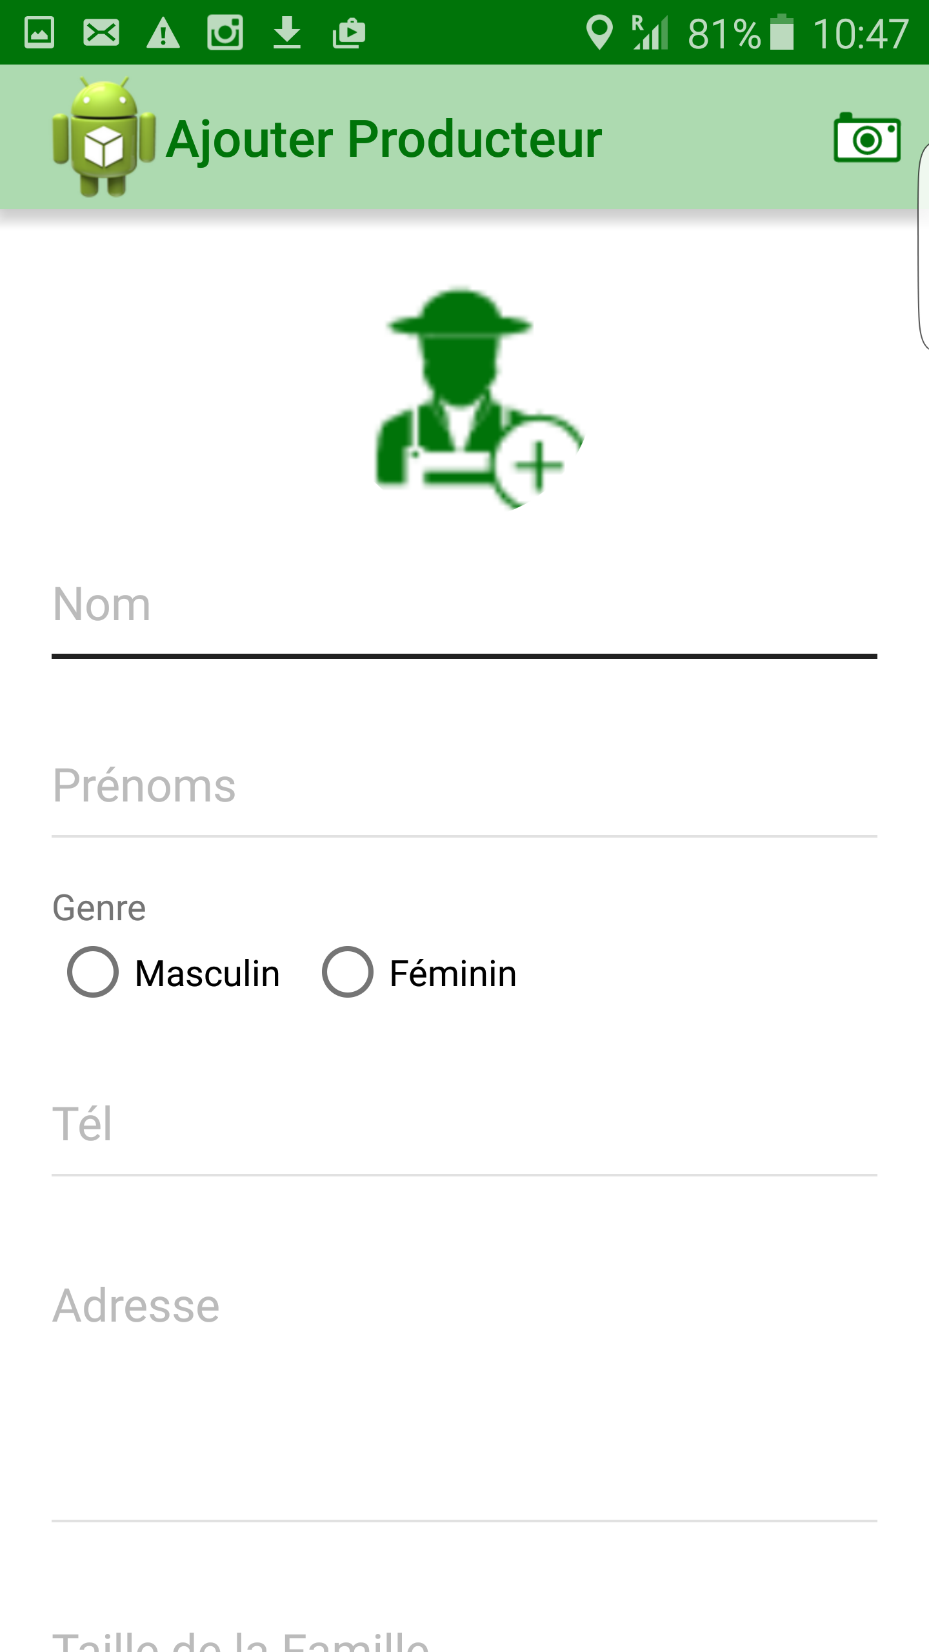 R 81% 10:47
Ajouter Producteur
Nom
Prénoms
Genre
Masculin Féminin
Tél
Adresse
Taille de la Famille